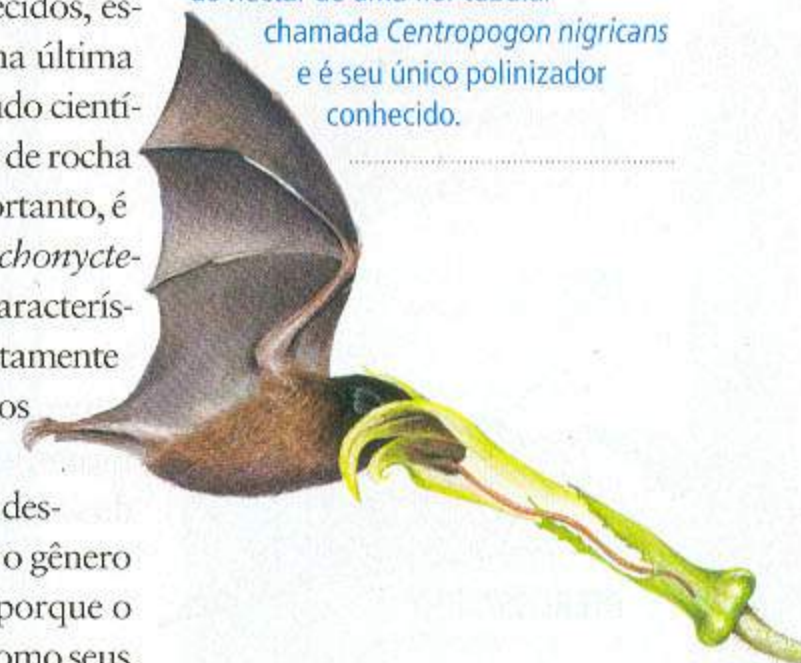 ecidos, es-
na última
do cientí-
de rocha
ortanto, é
chonycte-
aracterís-
tamente
os
des-
o gênero
porque o
omo seus
chamada Centropogon nigricans
e é seu único polinizador
conhecido.